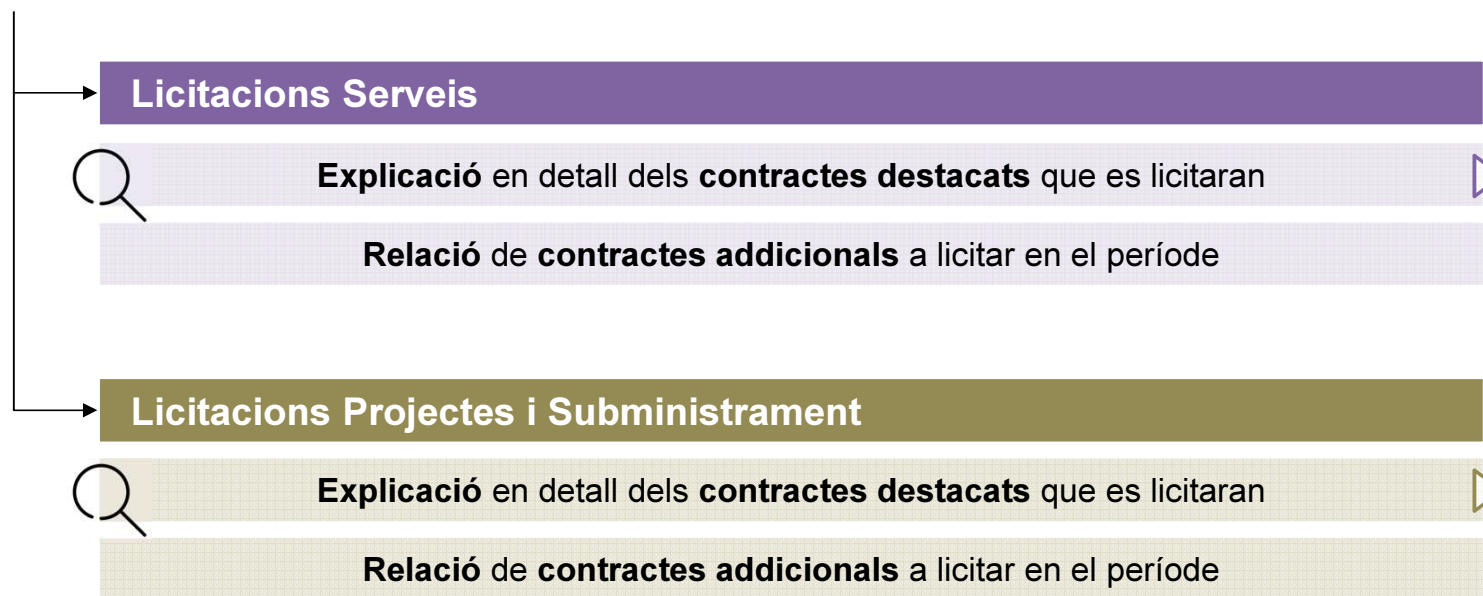 Licitacions Serveis
Explicació en detall dels contractes destacats que es licitaran
Relació de contractes addicionals a licitar en el període
Licitacions Projectes i Subministrament
Explicació en detall dels contractes destacats que es licitaran
Relació de contractes addicionals a licitar en el període